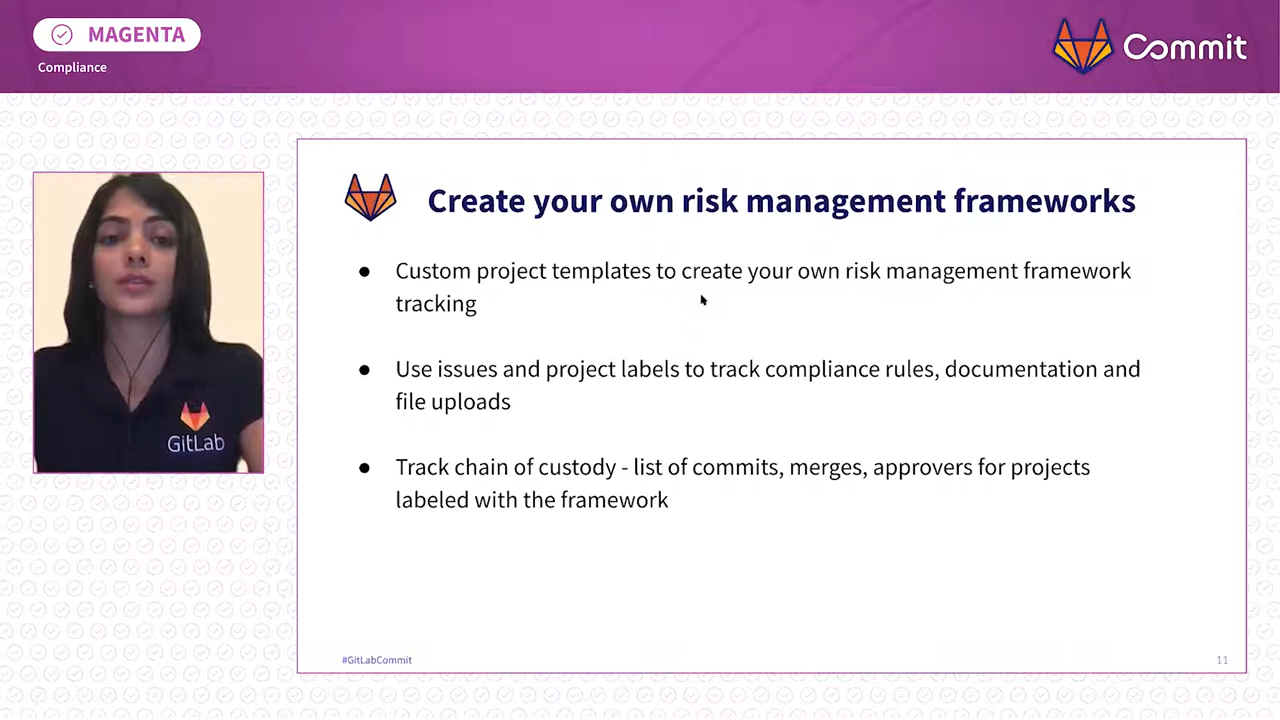 MAGENTA
Compliance
Commit
GitLab
Create your own risk management frameworks
● Custom project templates to create your own risk management framework
tracking
● Use issues and project labels to track compliance rules, documentation and
file uploads
● Track chain of custody - list of commits, merges, approvers for projects
labeled with the framework
#GitLabCommit
11